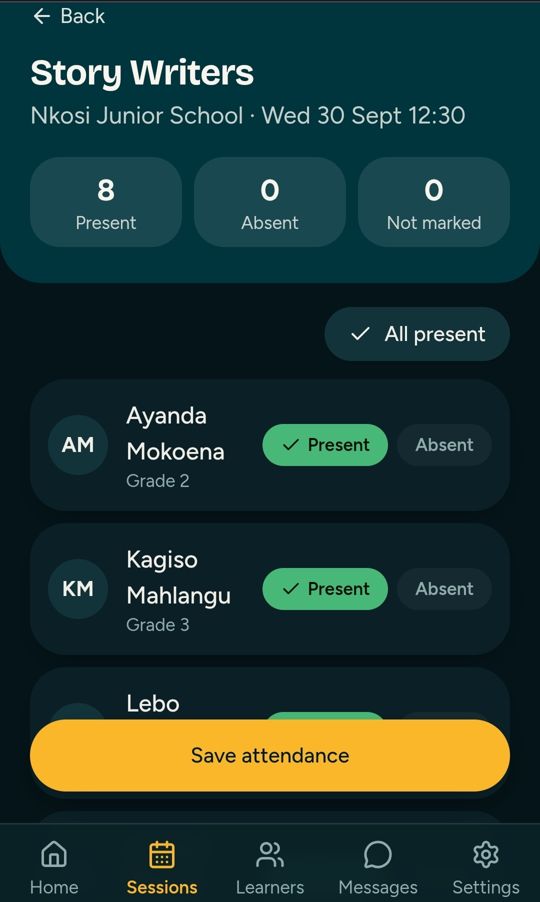 Back
Story Writers
Nkosi Junior School · Wed 30 Sept 12:30
8
Present
0
Absent
0
Not marked
All present
AM
Ayanda
Mokoena
Grade 2
Present
Absent
KM
Kagiso
Mahlangu
Grade 3
Present
Absent
Lebo
Save attendance
Home
Sessions
Learners
Messages
Settings